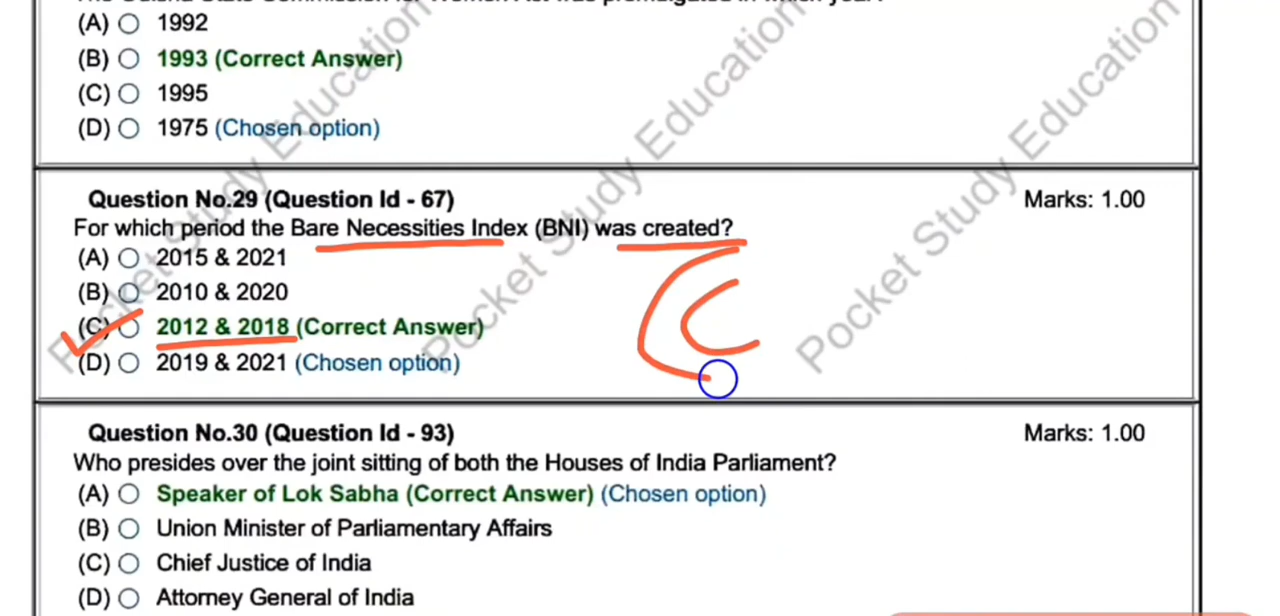 (A) 1992
(B) 1993 (Correct Answer)
(C) 1995
(D) 1975 (Chosen option)
Question No.29 (Question Id - 67) Marks: 1.00
For which period the Bare Necessities Index (BNI) was created?
(A) 2015 & 2021
(B) 2010 & 2020
(C) 2012 & 2018 (Correct Answer)
(D) 2019 & 2021 (Chosen option)
Question No.30 (Question Id - 93) Marks: 1.00
Who presides over the joint sitting of both the Houses of India Parliament?
(A) Speaker of Lok Sabha (Correct Answer) (Chosen option)
(B) Union Minister of Parliamentary Affairs
(C) Chief Justice of India
(D) Attorney General of India
Pocket Study Education
Pocket Study Education
Pocket Study Education